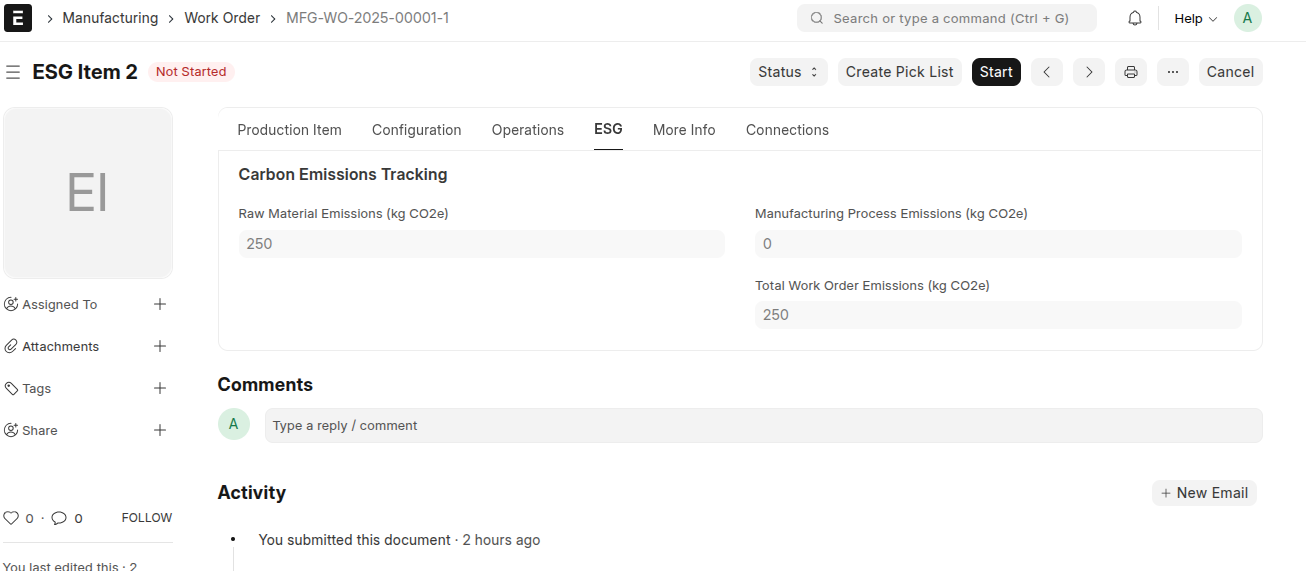 E Manufacturing Work Order MFG-WO-2025-00001-1 Search or type a command (Ctrl + G) Help A
ESG Item 2 Not Started Status Create Pick List Start ... Cancel
EI
Production Item Configuration Operations ESG More Info Connections
Carbon Emissions Tracking
Raw Material Emissions (kg CO2e) Manufacturing Process Emissions (kg CO2e)
250 0
Total Work Order Emissions (kg CO2e)
250
Assigned To +
Attachments +
Tags +
Share +
Comments
A Type a reply / comment
Activity + New Email
0 · 0 FOLLOW
You submitted this document · 2 hours ago
You last edited this · 2